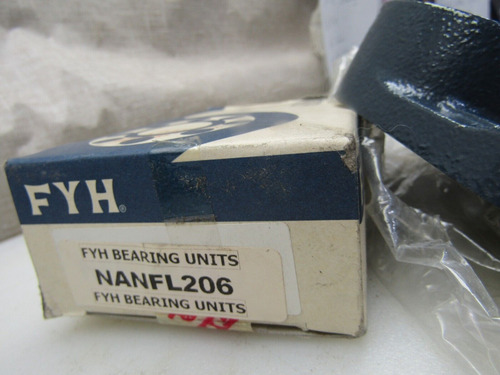 FYH®
FYH BEARING UNITS
NANFL206
FYH BEARING UNITS